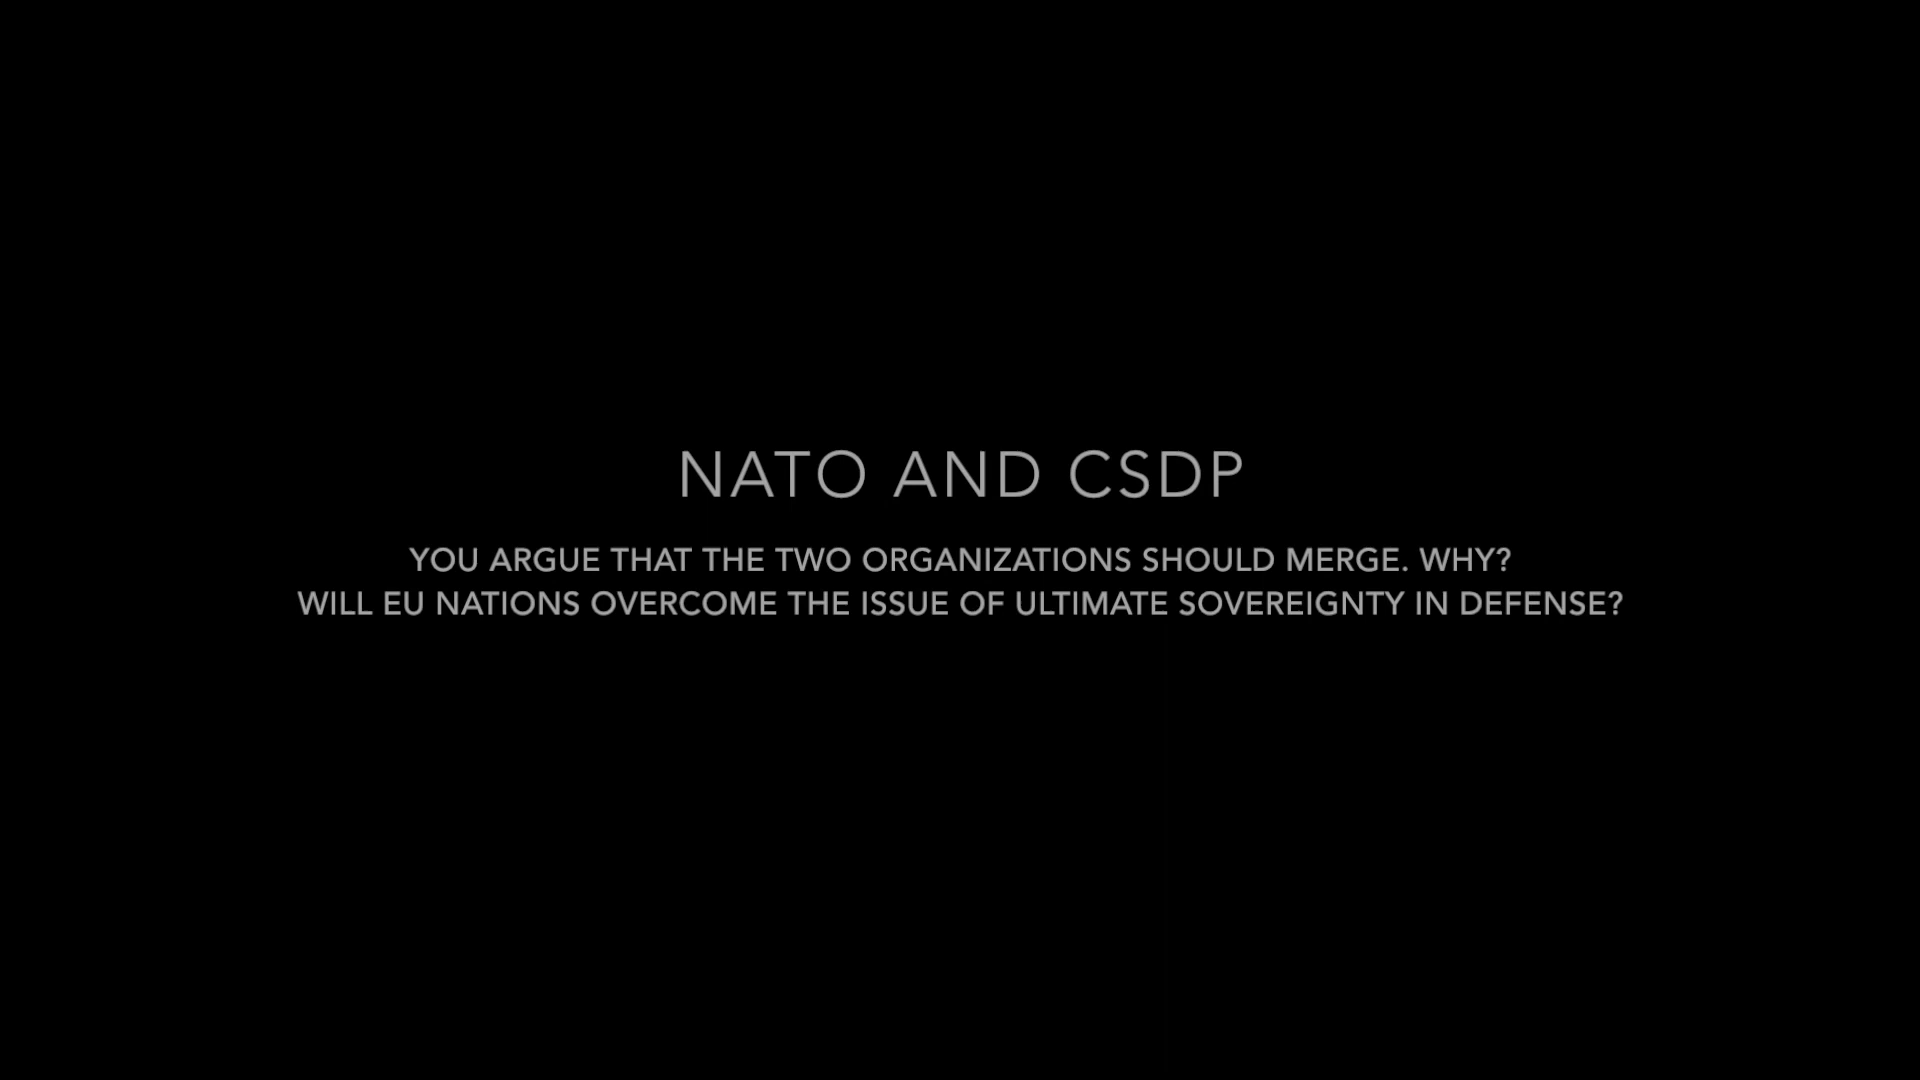 NATO AND CSDP
YOU ARGUE THAT THE TWO ORGANIZATIONS SHOULD MERGE. WHY?
WILL EU NATIONS OVERCOME THE ISSUE OF ULTIMATE SOVEREIGNTY IN DEFENSE?